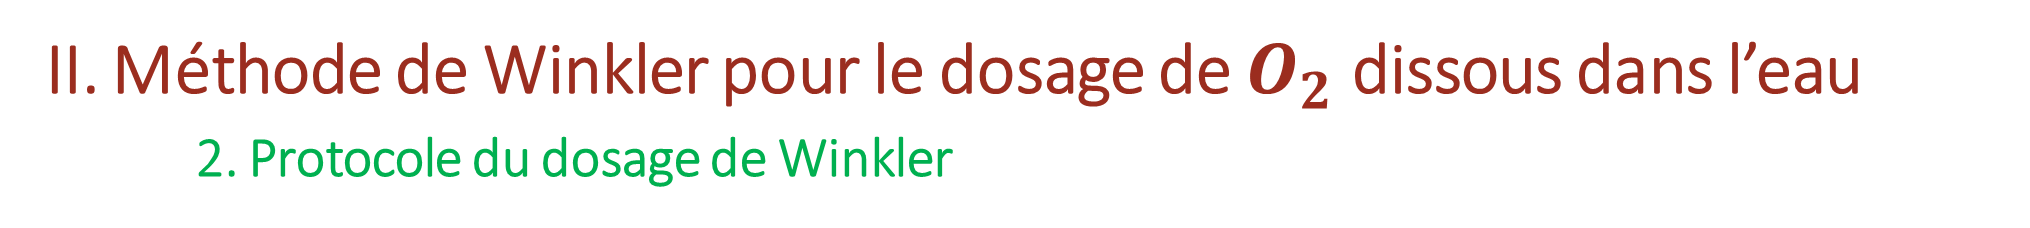 II. Méthode de Winkler pour le dosage de O₂ dissous dans l’eau
2. Protocole du dosage de Winkler